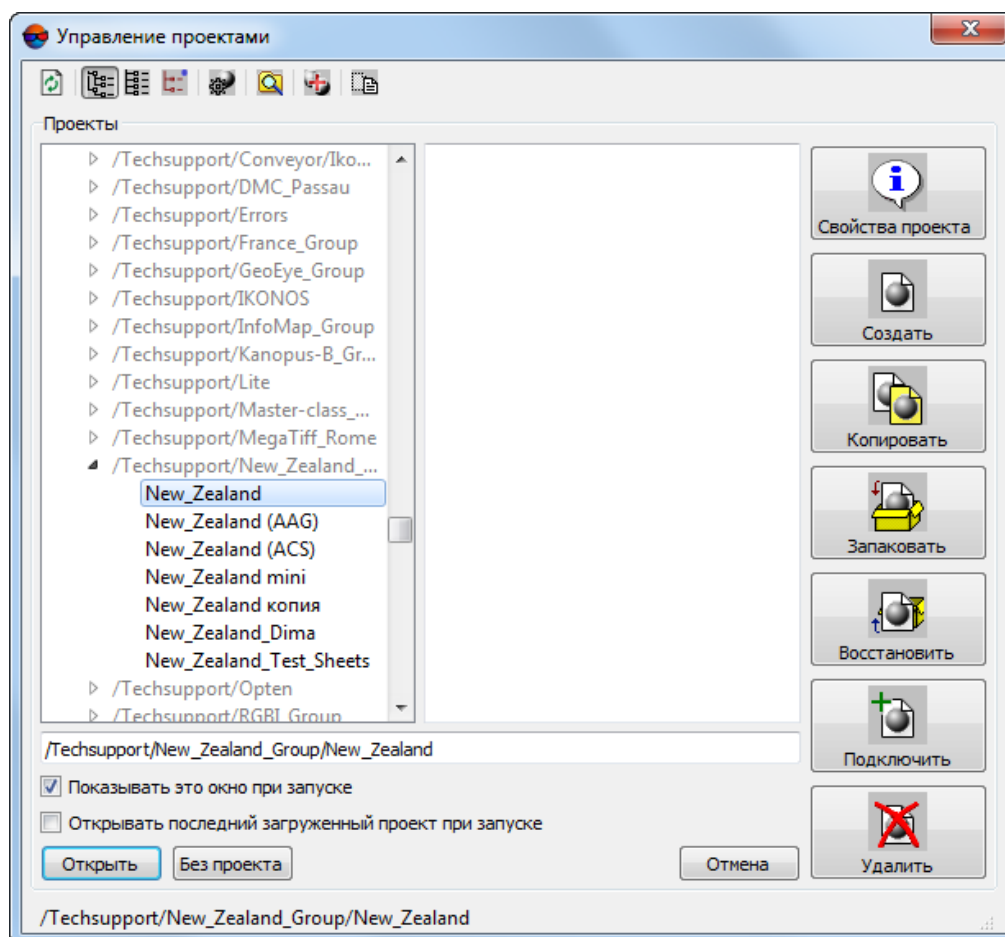 Управление проектами
Проекты
/Techsupport/Conveyor/Iko...
/Techsupport/DMC_Passau
/Techsupport/Errors
/Techsupport/France_Group
/Techsupport/GeoEye_Group
/Techsupport/IKONOS
/Techsupport/InfoMap_Group
/Techsupport/Kanopus-B_Gr...
/Techsupport/Lite
/Techsupport/Master-class_...
/Techsupport/MegaTiff_Rome
/Techsupport/New_Zealand_...
New_Zealand
New_Zealand (AAG)
New_Zealand (ACS)
New_Zealand mini
New_Zealand копия
New_Zealand_Dima
New_Zealand_Test_Sheets
/Techsupport/Opten
/Techsupport/RGBI_Group
/Techsupport/New_Zealand_Group/New_Zealand
Показывать это окно при запуске
Открывать последний загруженный проект при запуске
Открыть
Без проекта
Отмена
Свойства проекта
Создать
Копировать
Запаковать
Восстановить
Подключить
Удалить
/Techsupport/New_Zealand_Group/New_Zealand